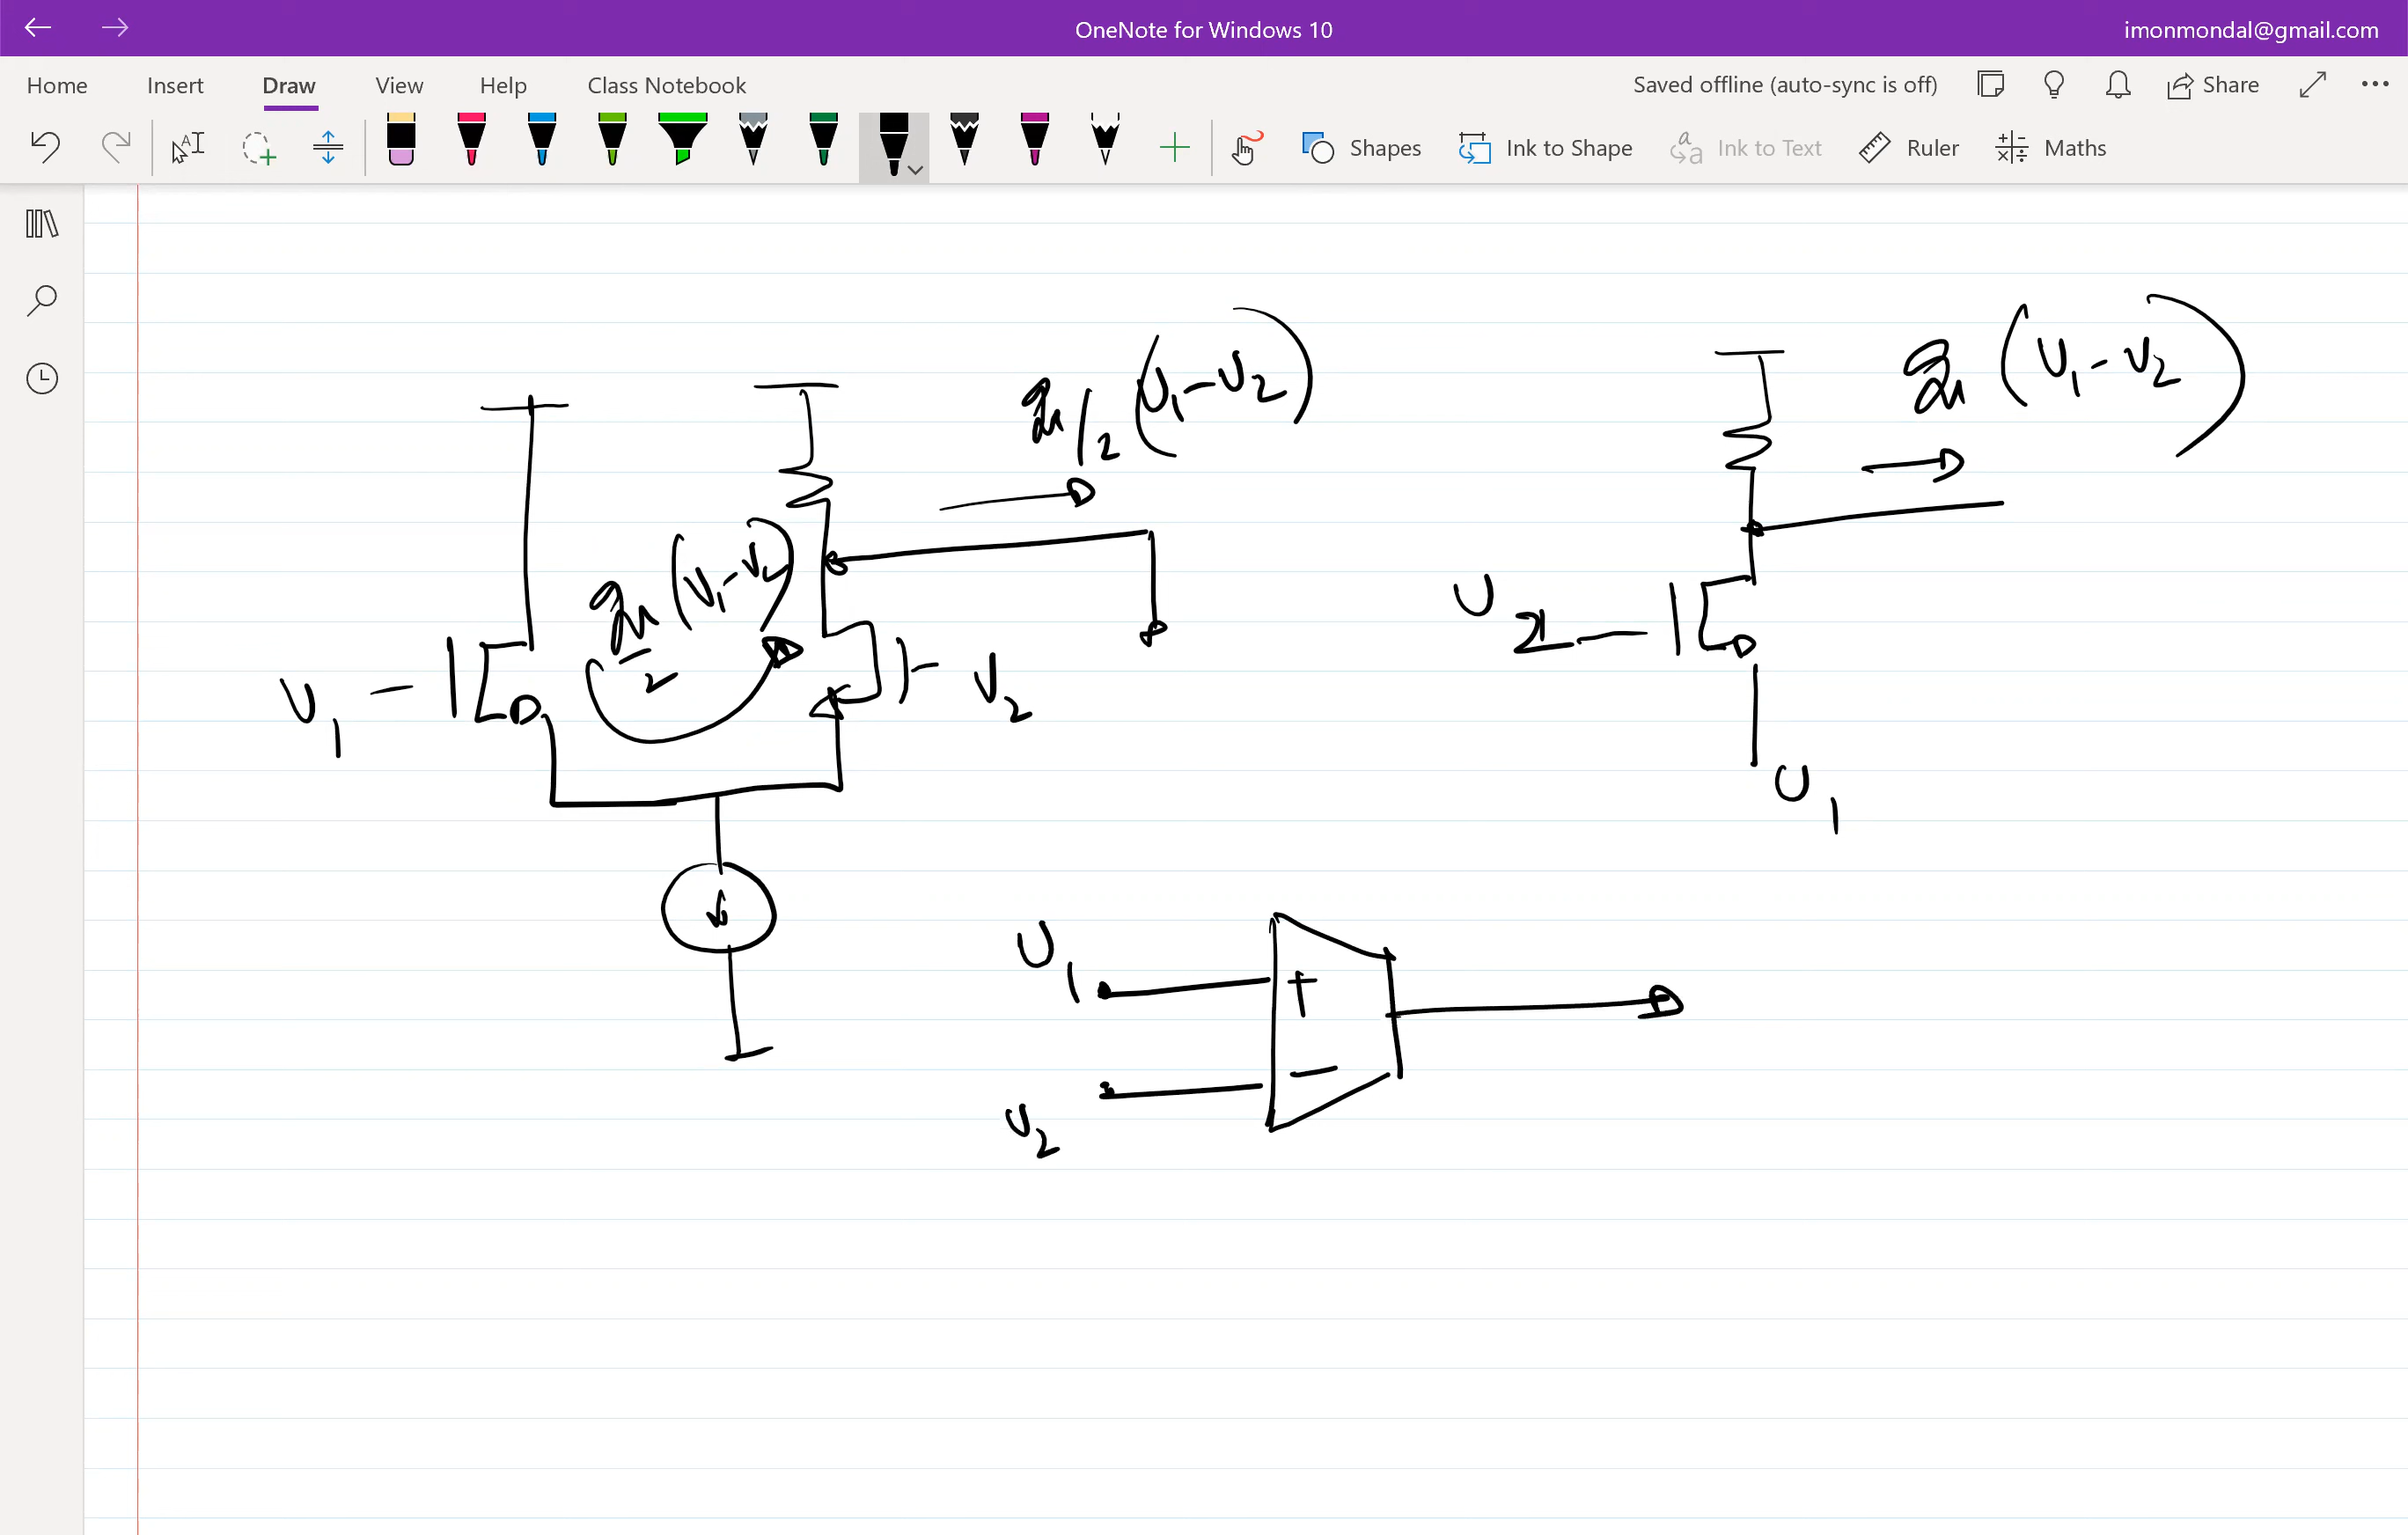 OneNote for Windows 10
imonmondal@gmail.com
Home Insert Draw View Help Class Notebook
Saved offline (auto-sync is off) Share
Shapes Ink to Shape Ink to Text Ruler Maths
gm/2 (V1-V2)
gm (V1-V2)
gm/2 (V1-V2)
V1
V2
V2
V1
V1
+
-
V2